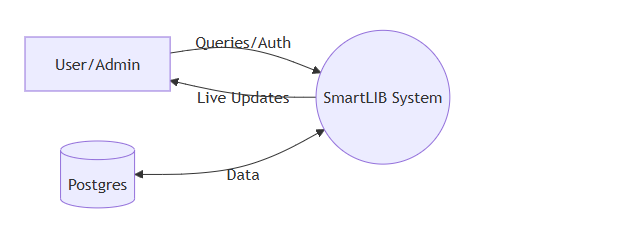 Queries/Auth
User/Admin
SmartLIB System
Live Updates
Data
Postgres